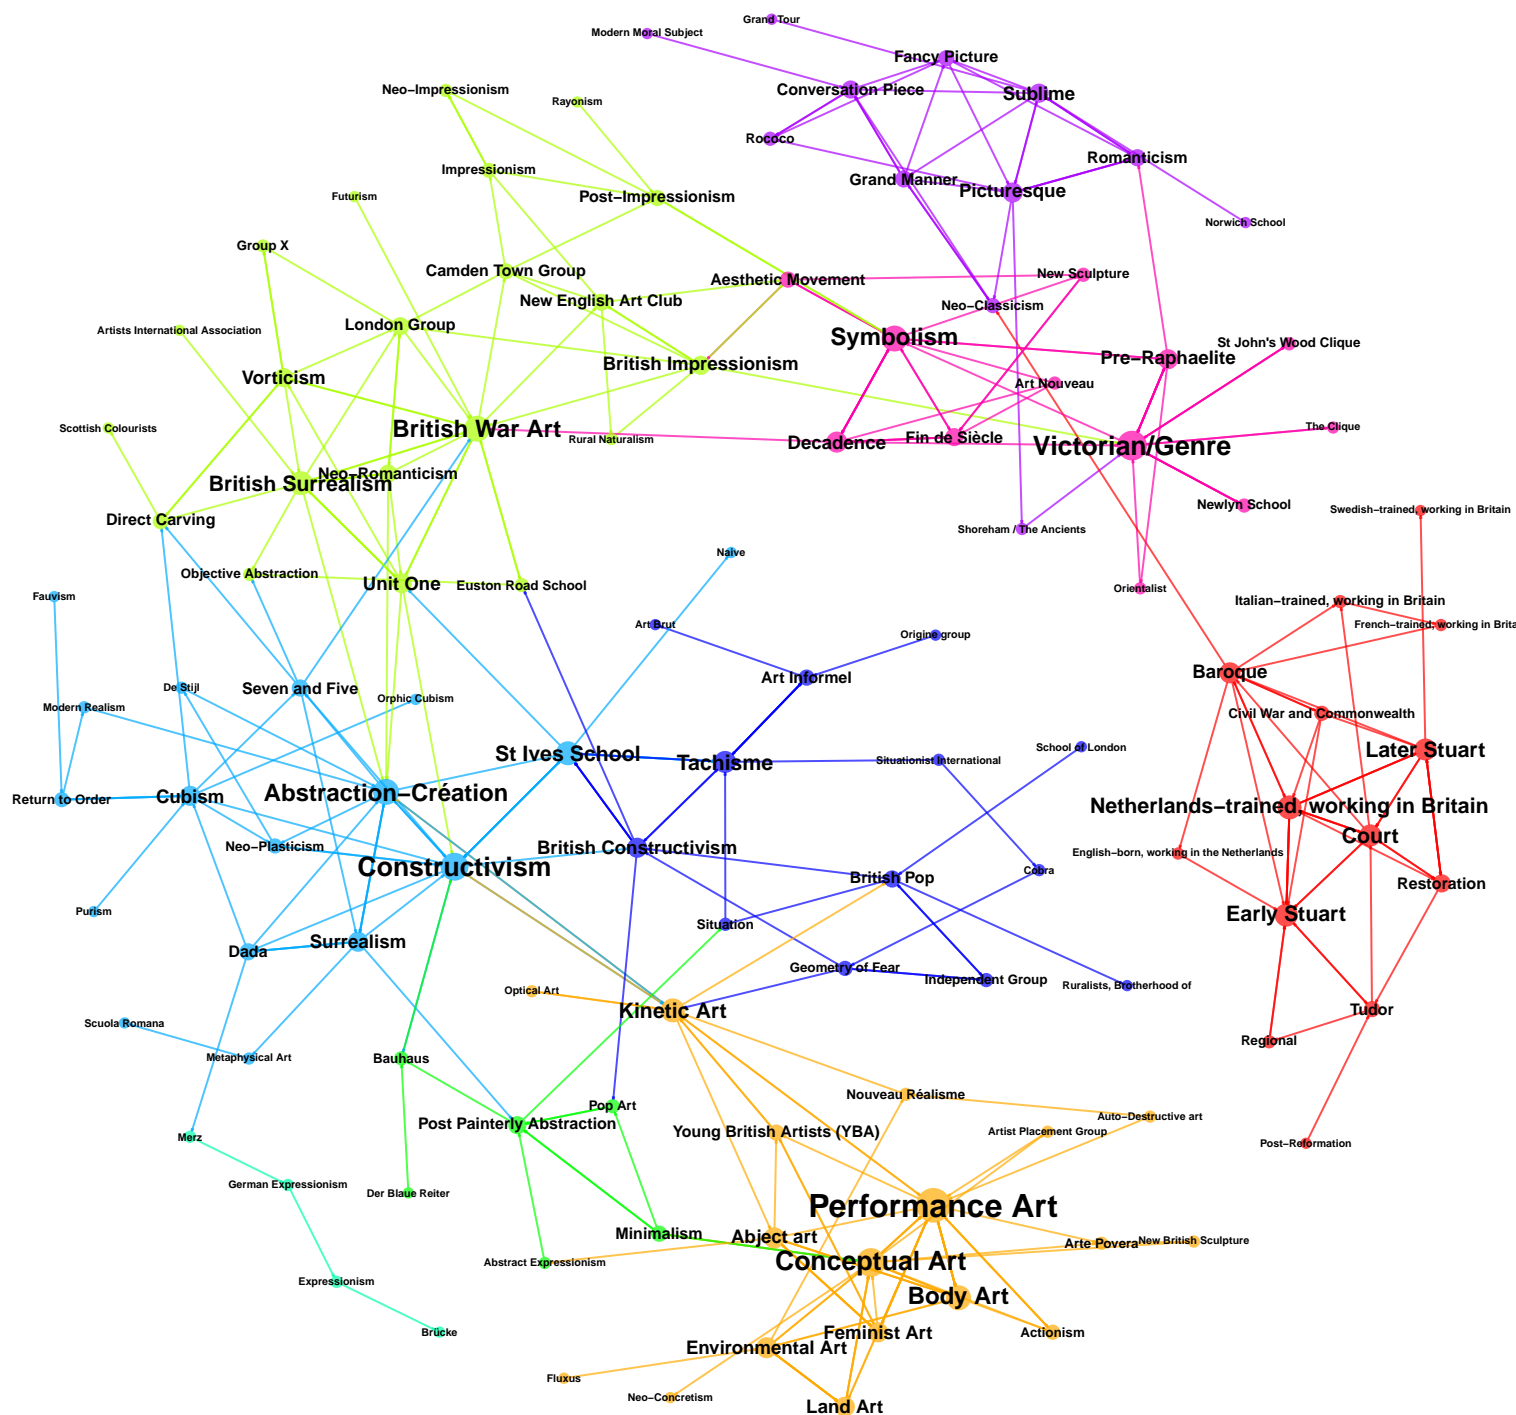 Grand Tour
Modern Moral Subject
Fancy Picture
Conversation Piece
Sublime
Neo–Impressionism
Rayonism
Rococo
Romanticism
Impressionism
Grand Manner
Picturesque
Post–Impressionism
Futurism
Norwich School
Group X
Camden Town Group
Aesthetic Movement
New Sculpture
New English Art Club
Neo–Classicism
Artists International Association
London Group
Symbolism
St John's Wood Clique
British Impressionism
Pre–Raphaelite
Vorticism
Art Nouveau
Scottish Colourists
British War Art
Rural Naturalism
Decadence
Fin de Siècle
Victorian/Genre
The Clique
Neo–Romanticism
British Surrealism
Newlyn School
Swedish–trained, working in Britain
Direct Carving
Shoreham / The Ancients
Naive
Objective Abstraction
Unit One
Euston Road School
Orientalist
Fauvism
Italian–trained, working in Britain
Art Brut
Origine group
French–trained, working in Brita
Baroque
Art Informel
De Stijl
Seven and Five
Orphic Cubism
Modern Realism
Civil War and Commonwealth
School of London
Later Stuart
St Ives School
Tachisme
Situationist International
Return to Order
Cubism
Abstraction–Création
Netherlands–trained, working in Britain
Court
Neo–Plasticism
British Constructivism
English–born, working in the Netherlands
Constructivism
Cobra
British Pop
Restoration
Purism
Early Stuart
Situation
Surrealism
Dada
Geometry of Fear
Independent Group
Ruralists, Brotherhood of
Optical Art
Kinetic Art
Tudor
Scuola Romana
Regional
Metaphysical Art
Bauhaus
Nouveau Réalisme
Pop Art
Auto–Destructive art
Post Painterly Abstraction
Young British Artists (YBA)
Artist Placement Group
Merz
Post–Reformation
German Expressionism
Der Blaue Reiter
Performance Art
Minimalism
Abject art
Arte Povera
New British Sculpture
Abstract Expressionism
Conceptual Art
Expressionism
Body Art
Brücke
Feminist Art
Actionism
Environmental Art
Fluxus
Neo–Concretism
Land Art